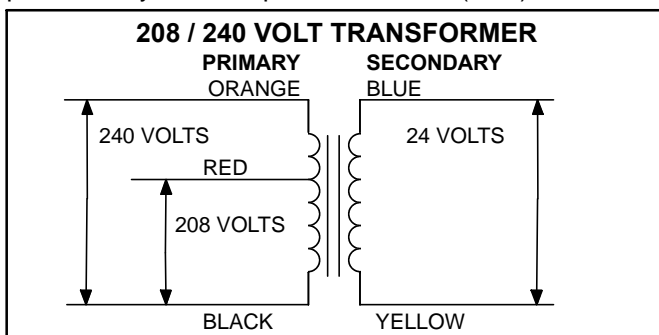 208 / 240 VOLT TRANSFORMER
PRIMARY SECONDARY
ORANGE BLUE
240 VOLTS 24 VOLTS
RED
208 VOLTS
BLACK YELLOW